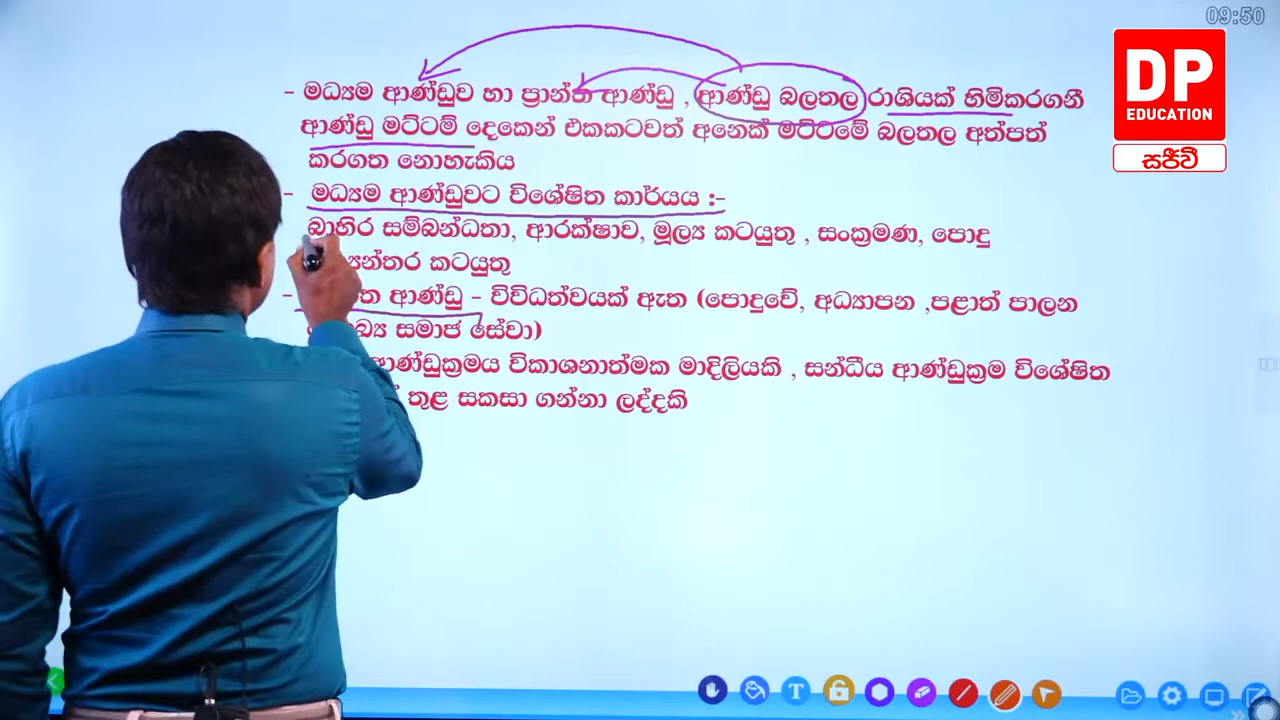 09:50
DP
EDUCATION
සජීවී
- මධ්‍යම ආණ්ඩුව හා ප්‍රාන්ත ආණ්ඩු , ආණ්ඩු බලතල රාශියක් හිමිකරගනී
ආණ්ඩු මට්ටම් දෙකෙන් එකකටවත් අනෙක් මට්ටමේ බලතල අත්පත්
කරගත නොහැකිය
- මධ්‍යම ආණ්ඩුවට විශේෂිත කාර්යය :-
බාහිර සම්බන්ධතා, ආරක්ෂාව, මූල්‍ය කටයුතු , සංක්‍රමණ, පොදු
කටයුතු
- ආණ්ඩු - විවිධත්වයක් ඇත (පොදුවේ, අධ්‍යාපන ,පළාත් පාලන
සමාජ සේවා)
ආණ්ඩුක්‍රමය විකාශනාත්මක මාදිලියකි , සන්ධීය ආණ්ඩුක්‍රම විශේෂිත
තුළ සකසා ගන්නා ලද්දකි